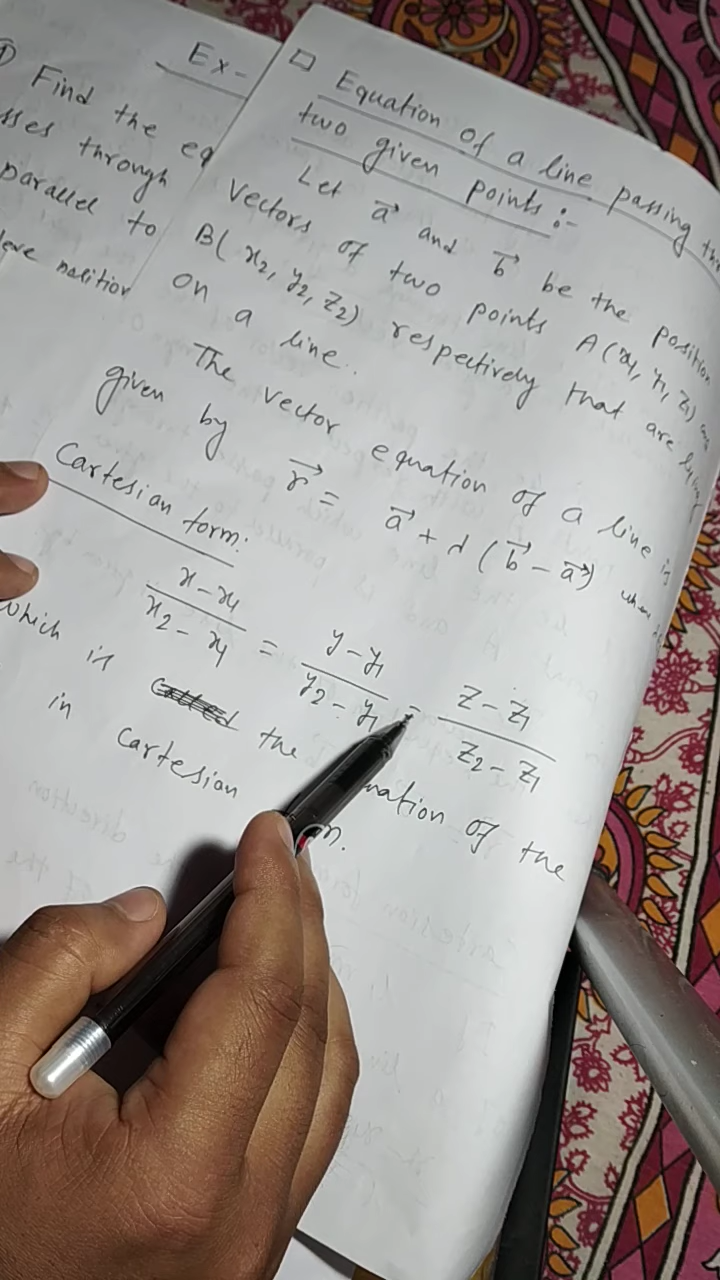 Ex-
① Find the eq
sses through
parallel to
□ Equation of a line passing
two given points :-
Let a⃗ and b⃗ be the position
vectors of two points A(x₁, y₁, z₁)
B(x₂, y₂, z₂) respectively that are lying
on a line.
The vector equation of a line is
given by r⃗ = a⃗ + λ(b⃗ - a⃗)
Cartesian form:
(x - x₁)/(x₂ - x₁) = (y - y₁)/(y₂ - y₁) = (z - z₁)/(z₂ - z₁)
which is the uation of the
in cartesian